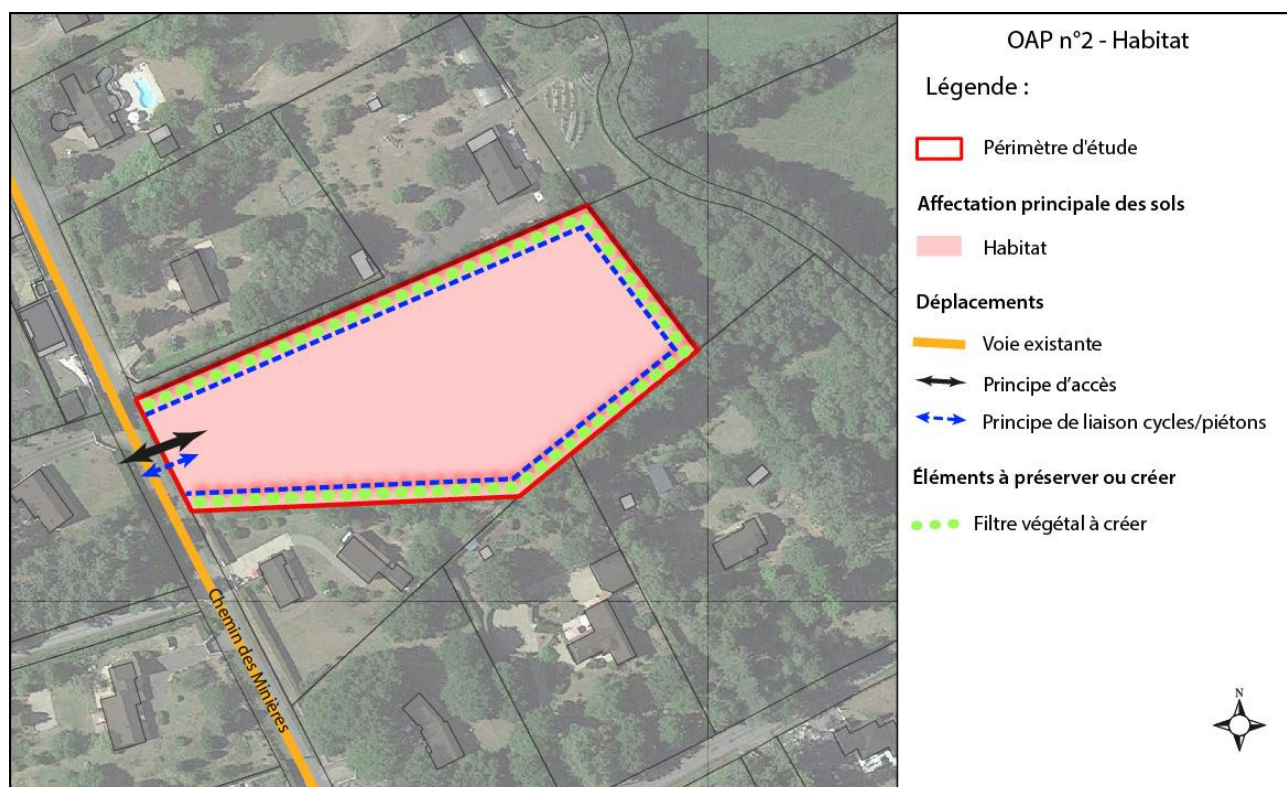 OAP n°2 - Habitat
Légende :
Périmètre d'étude
Affectation principale des sols
Habitat
Déplacements
Voie existante
Principe d'accès
Principe de liaison cycles/piétons
Éléments à préserver ou créer
Filtre végétal à créer
Chemin des Minières
N